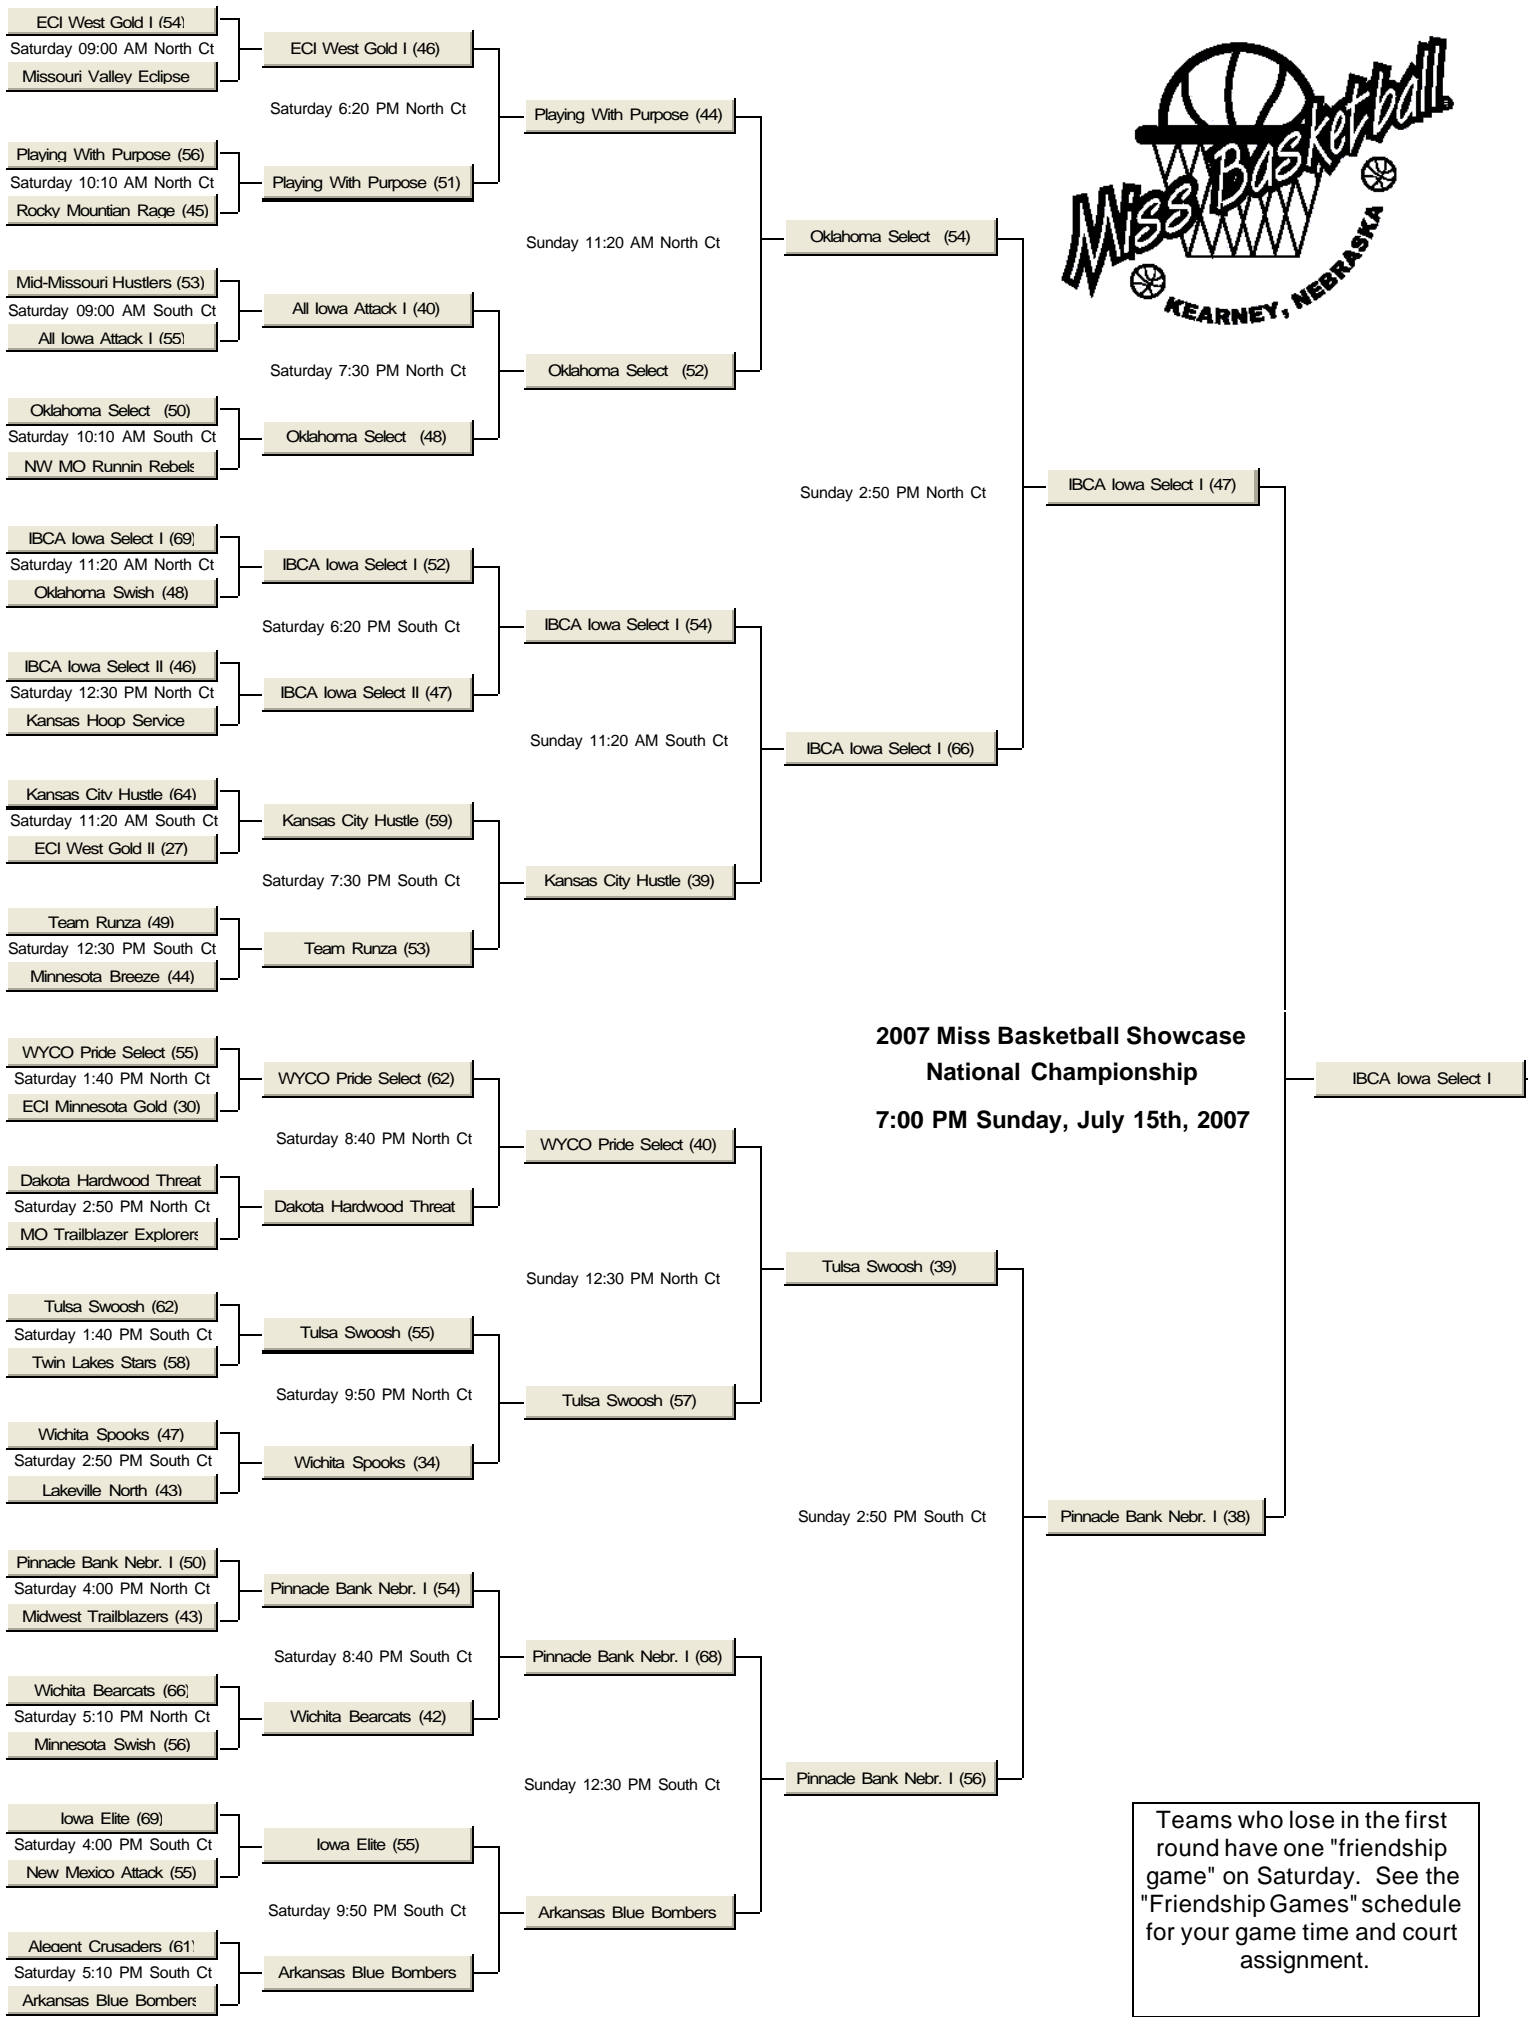 ECI West Gold I (54)
Saturday 09:00 AM North Ct
Missouri Valley Eclipse
Playing With Purpose (56)
Saturday 10:10 AM North Ct
Rocky Mountian Rage (45)
Mid-Missouri Hustlers (53)
Saturday 09:00 AM South Ct
All Iowa Attack I (55)
Oklahoma Select (50)
Saturday 10:10 AM South Ct
NW MO Runnin Rebels
IBCA Iowa Select I (69)
Saturday 11:20 AM North Ct
Oklahoma Swish (48)
IBCA Iowa Select II (46)
Saturday 12:30 PM North Ct
Kansas Hoop Service
Kansas City Hustle (64)
Saturday 11:20 AM South Ct
ECI West Gold II (27)
Team Runza (49)
Saturday 12:30 PM South Ct
Minnesota Breeze (44)
WYCO Pride Select (55)
Saturday 1:40 PM North Ct
ECI Minnesota Gold (30)
Dakota Hardwood Threat
Saturday 2:50 PM North Ct
MO Trailblazer Explorers
Tulsa Swoosh (62)
Saturday 1:40 PM South Ct
Twin Lakes Stars (58)
Wichita Spooks (47)
Saturday 2:50 PM South Ct
Lakeville North (43)
Pinnacle Bank Nebr. I (50)
Saturday 4:00 PM North Ct
Midwest Trailblazers (43)
Wichita Bearcats (66)
Saturday 5:10 PM North Ct
Minnesota Swish (56)
Iowa Elite (69)
Saturday 4:00 PM South Ct
New Mexico Attack (55)
Alegent Crusaders (61)
Saturday 5:10 PM South Ct
Arkansas Blue Bombers
ECI West Gold I (46)
Saturday 6:20 PM North Ct
Playing With Purpose (51)
All Iowa Attack I (40)
Saturday 7:30 PM North Ct
Oklahoma Select (48)
IBCA Iowa Select I (52)
Saturday 6:20 PM South Ct
IBCA Iowa Select II (47)
Kansas City Hustle (59)
Saturday 7:30 PM South Ct
Team Runza (53)
WYCO Pride Select (62)
Saturday 8:40 PM North Ct
Dakota Hardwood Threat
Tulsa Swoosh (55)
Saturday 9:50 PM North Ct
Wichita Spooks (34)
Pinnacle Bank Nebr. I (54)
Saturday 8:40 PM South Ct
Wichita Bearcats (42)
Iowa Elite (55)
Saturday 9:50 PM South Ct
Arkansas Blue Bombers
Playing With Purpose (44)
Sunday 11:20 AM North Ct
Oklahoma Select (52)
IBCA Iowa Select I (54)
Sunday 11:20 AM South Ct
Kansas City Hustle (39)
WYCO Pride Select (40)
Sunday 12:30 PM North Ct
Tulsa Swoosh (57)
Pinnacle Bank Nebr. I (68)
Sunday 12:30 PM South Ct
Arkansas Blue Bombers
Oklahoma Select (54)
Sunday 2:50 PM North Ct
IBCA Iowa Select I (66)
Tulsa Swoosh (39)
Sunday 2:50 PM South Ct
Pinnacle Bank Nebr. I (56)
IBCA Iowa Select I (47)
Pinnacle Bank Nebr. I (38)
2007 Miss Basketball Showcase
National Championship
7:00 PM Sunday, July 15th, 2007
IBCA Iowa Select I
Miss Basketball
KEARNEY, NEBRASKA
Teams who lose in the first
round have one "friendship
game" on Saturday. See the
"Friendship Games" schedule
for your game time and court
assignment.